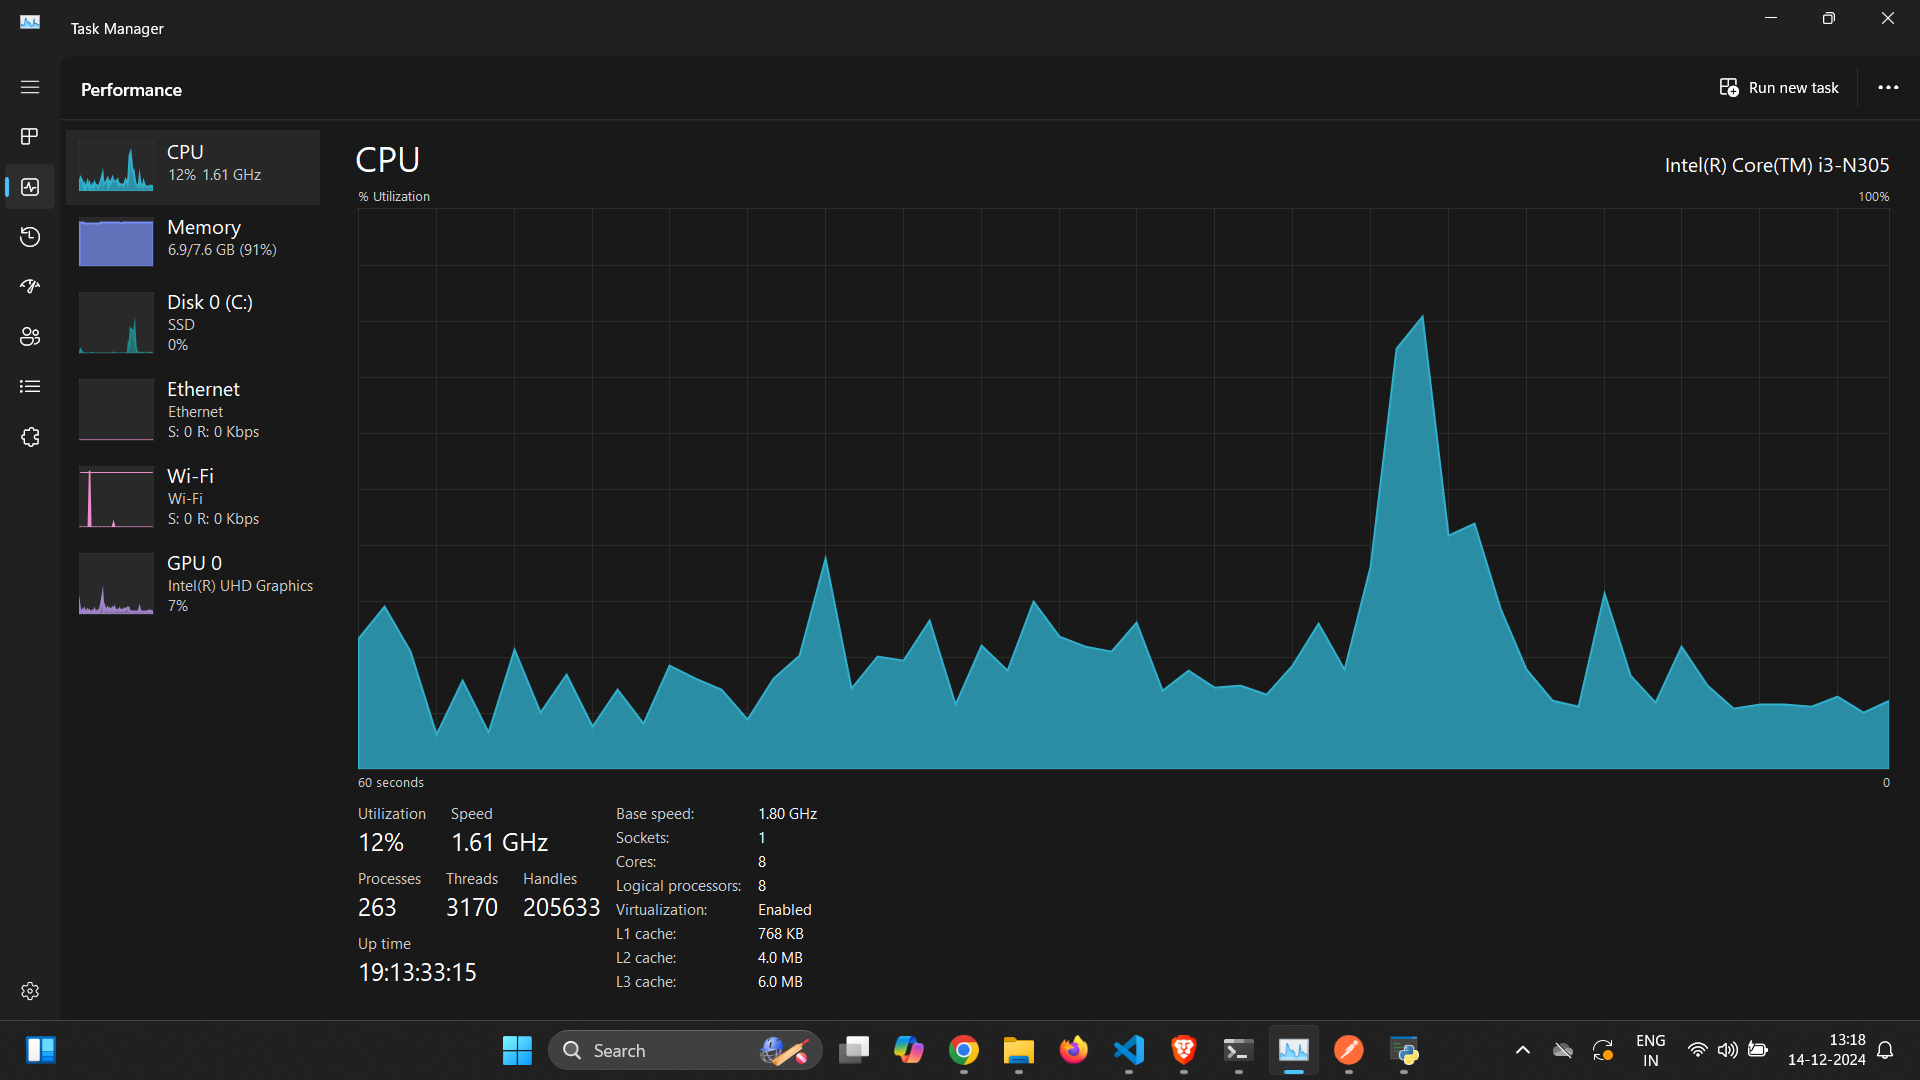 Task Manager
Performance
Run new task
CPU
12% 1.61 GHz
Memory
6.9/7.6 GB (91%)
Disk 0 (C:)
SSD
0%
Ethernet
Ethernet
S: 0 R: 0 Kbps
Wi-Fi
Wi-Fi
S: 0 R: 0 Kbps
GPU 0
Intel(R) UHD Graphics
7%
CPU
Intel(R) Core(TM) i3-N305
% Utilization
100%
60 seconds
0
Utilization
12%
Speed
1.61 GHz
Processes
263
Threads
3170
Handles
205633
Up time
19:13:33:15
Base speed: 1.80 GHz
Sockets: 1
Cores: 8
Logical processors: 8
Virtualization: Enabled
L1 cache: 768 KB
L2 cache: 4.0 MB
L3 cache: 6.0 MB
Search
ENG
IN
13:18
14-12-2024